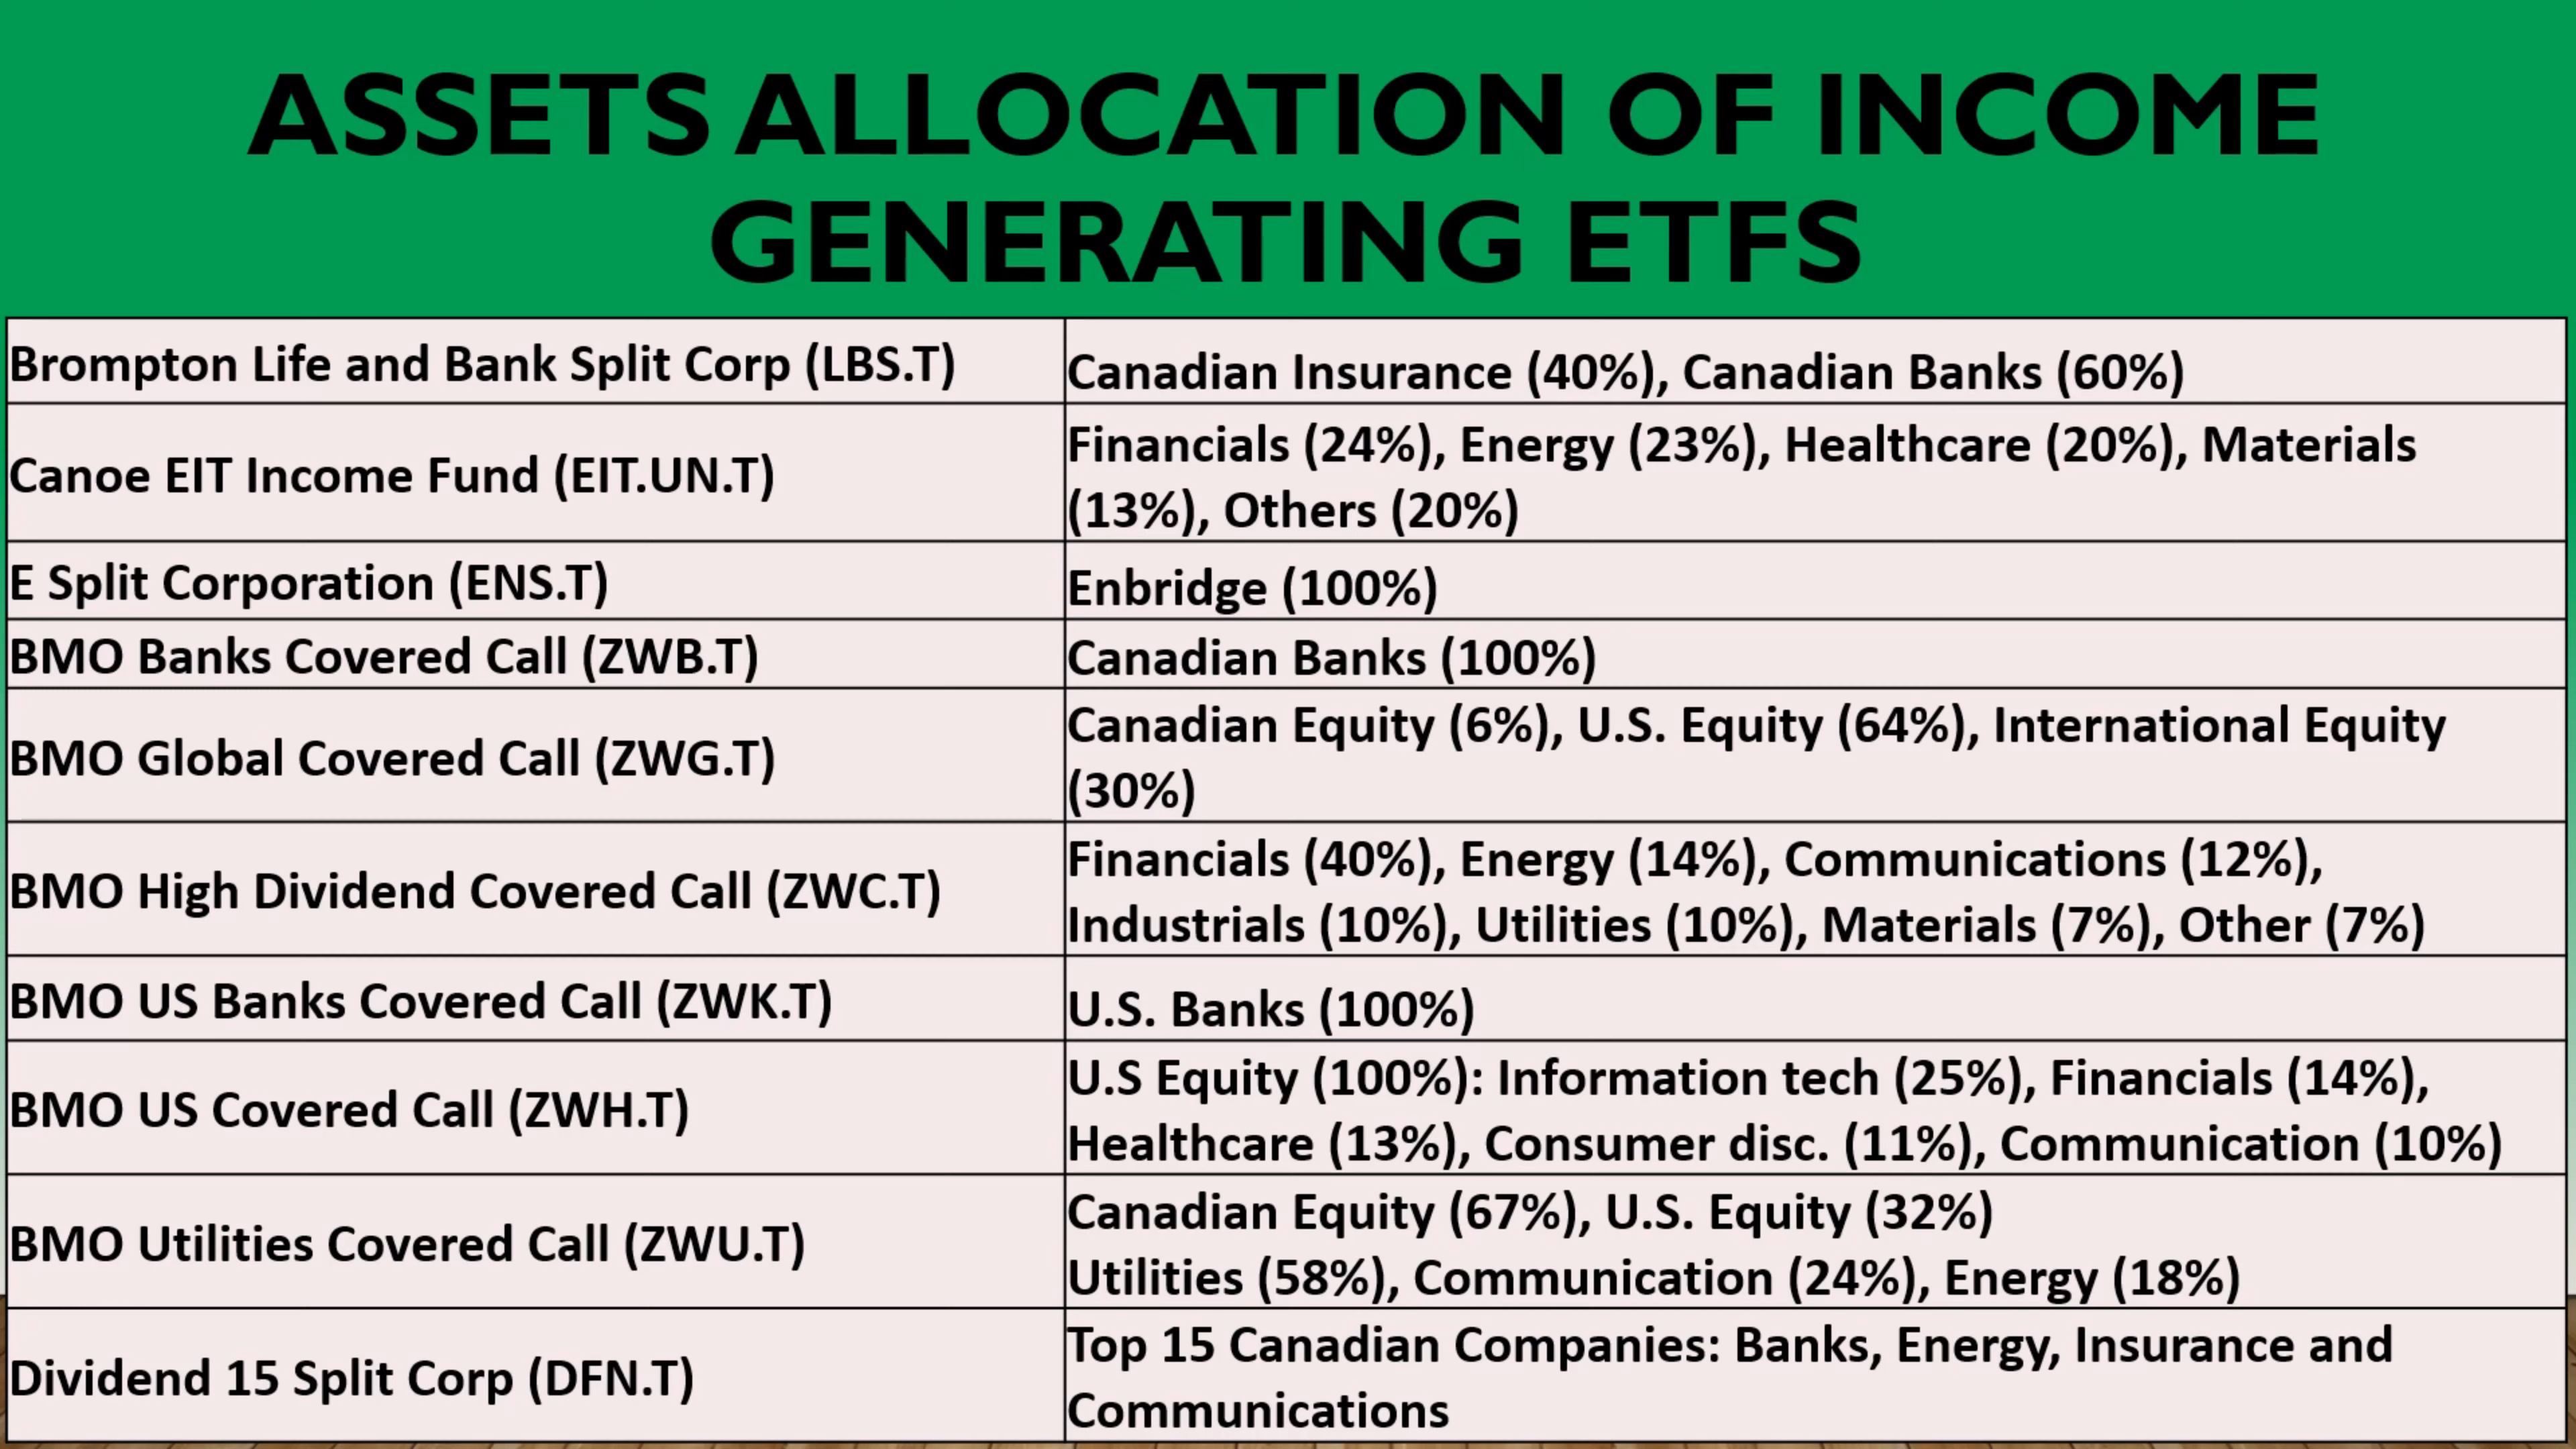 ASSETS ALLOCATION OF INCOME
GENERATING ETFS
Brompton Life and Bank Split Corp (LBS.T)
Canadian Insurance (40%), Canadian Banks (60%)
Canoe EIT Income Fund (EIT.UN.T)
Financials (24%), Energy (23%), Healthcare (20%), Materials
(13%), Others (20%)
E Split Corporation (ENS.T)
Enbridge (100%)
BMO Banks Covered Call (ZWB.T)
Canadian Banks (100%)
BMO Global Covered Call (ZWG.T)
Canadian Equity (6%), U.S. Equity (64%), International Equity
(30%)
BMO High Dividend Covered Call (ZWC.T)
Financials (40%), Energy (14%), Communications (12%),
Industrials (10%), Utilities (10%), Materials (7%), Other (7%)
BMO US Banks Covered Call (ZWK.T)
U.S. Banks (100%)
BMO US Covered Call (ZWH.T)
U.S Equity (100%): Information tech (25%), Financials (14%),
Healthcare (13%), Consumer disc. (11%), Communication (10%)
BMO Utilities Covered Call (ZWU.T)
Canadian Equity (67%), U.S. Equity (32%)
Utilities (58%), Communication (24%), Energy (18%)
Dividend 15 Split Corp (DFN.T)
Top 15 Canadian Companies: Banks, Energy, Insurance and
Communications